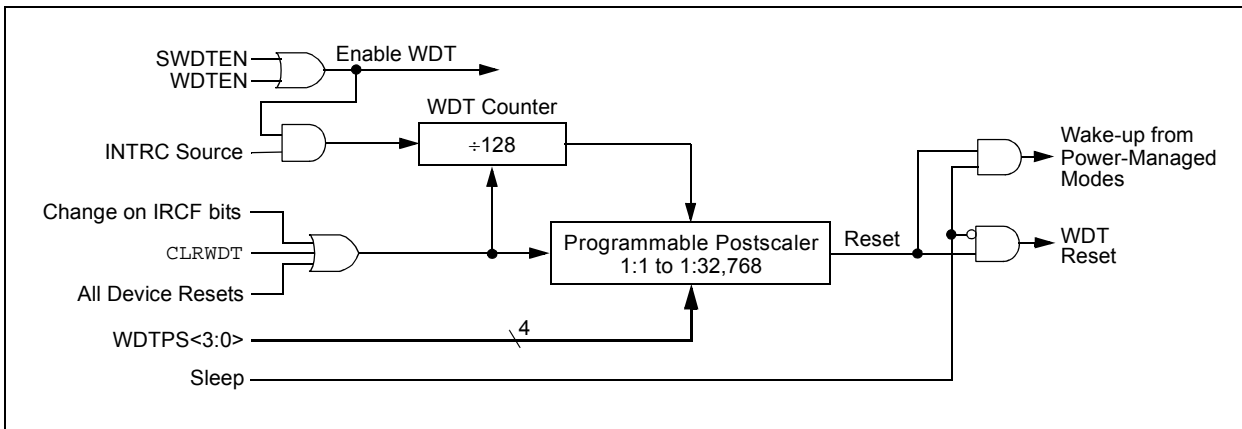 SWDTEN
WDTEN
Enable WDT
WDT Counter
÷128
INTRC Source
Wake-up from
Power-Managed
Modes
Change on IRCF bits
CLRWDT
All Device Resets
Programmable Postscaler
1:1 to 1:32,768
Reset
WDT
Reset
WDTPS<3:0>
4
Sleep